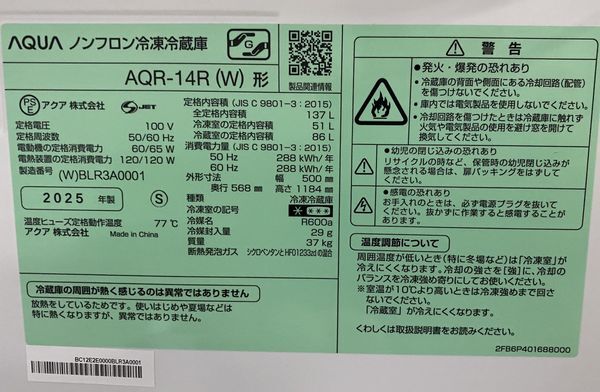 AQUA ノンフロン冷凍冷蔵庫
AQR-14R (W) 形
G
製品関連情報
PS E アクア 株式会社 S JET
定格電圧 100 V
定格周波数 50/60 Hz
電動機の定格消費電力 60/65 W
電熱装置の定格消費電力 120/120 W
製造番号 (W)BLR3A0001
2025 年 S
温度ヒューズ定格動作温度 77℃
アクア 株式会社 Made in China
定格内容積 (JIS C 9801-3 : 2015)
全定格内容積 137 L
冷凍室の定格内容積 51 L
冷蔵室の定格内容積 86 L
消費電力量 (JIS C 9801-3 : 2015)
50 Hz 288 kWh/年
60 Hz 288 kWh/年
外形寸法 幅 500 mm
奥行 568 mm 高さ 1184 mm
種類 冷凍冷蔵庫
冷凍室の記号 ****
冷媒名 R600a
冷媒封入量 29 g
質量 37 kg
断熱発泡ガス シクロペンタンとHFO1233zdの混合
冷蔵庫の周囲が熱く感じるのは異常ではありません
放熱をしているためです。使いはじめや夏場などは
特に熱くなりますが、異常ではありません。
BC12E2E0000BLR3A0001
警告
●発火・爆発の恐れあり
・冷蔵庫の背面や側面にある冷却回路(配管)
を傷つけないでください。
・庫内では電気製品を使用しないでください。
・冷却回路を傷つけたときは冷蔵庫に触れず
火気や電気製品の使用を避け窓を開けて
換気してください。
●幼児の閉じ込めの恐れあり
リサイクルの時など、保管時の幼児閉じ込めが
懸念される場合は、扉パッキングをはずして
ください。
●感電の恐れあり
お手入れのときは、必ず電源プラグを抜いてくだ
さい。抜かずに作業すると感電することがあります。
温度調節について
周囲温度が低いとき(特に冬場など)は「冷凍室」が
冷えにくくなります。冷却の強さを[強]に、冷却力
の強弱を冷凍強め寄りにしてお使いください。
※室温が10℃より高いときは冷凍強めまで回さ
ないでください。
「冷蔵室」が冷えにくくなります。
くわしくは取扱説明書をお読みください。
2FB6P401688000